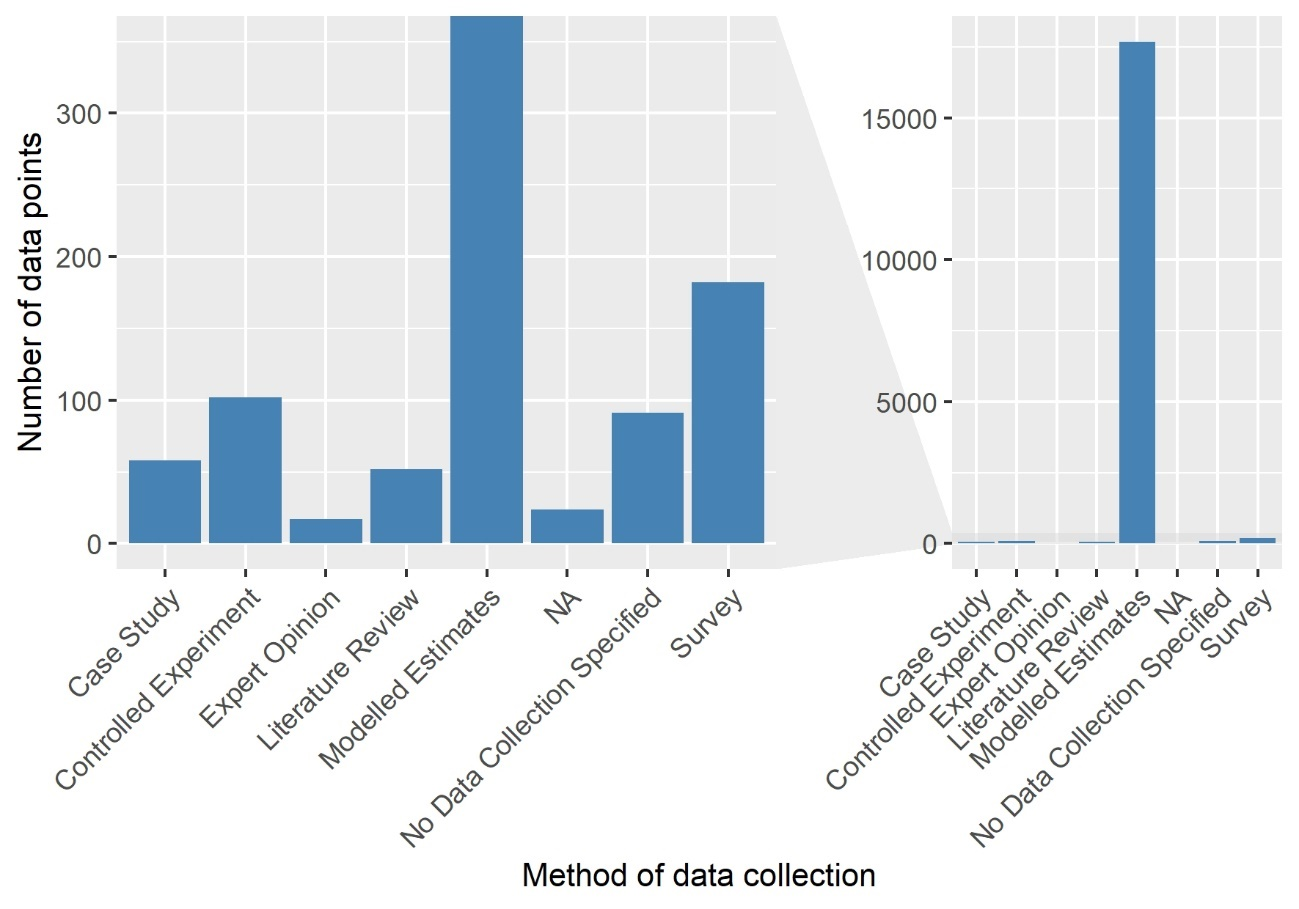 Number of data points
300
200
100
0
Case Study
Controlled Experiment
Expert Opinion
Literature Review
Modelled Estimates
NA
No Data Collection Specified
Survey
15000
10000
5000
0
Case Study
Controlled Experiment
Expert Opinion
Literature Review
Modelled Estimates
NA
No Data Collection Specified
Survey
Method of data collection